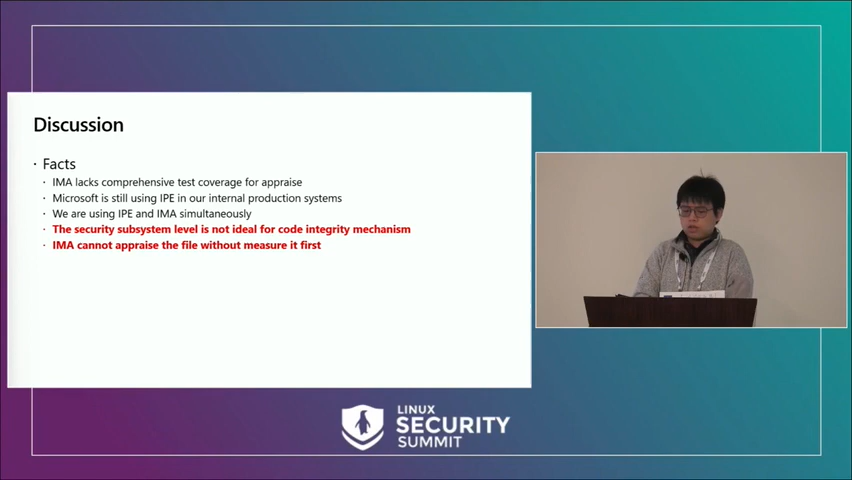 Discussion
· Facts
· IMA lacks comprehensive test coverage for appraise
· Microsoft is still using IPE in our internal production systems
· We are using IPE and IMA simultaneously
· The security subsystem level is not ideal for code integrity mechanism
· IMA cannot appraise the file without measure it first
LINUX
SECURITY
SUMMIT